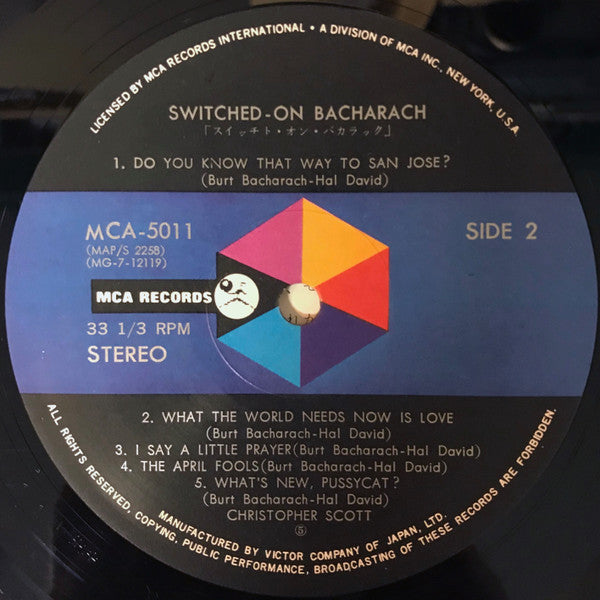 LICENSED BY MCA RECORDS INTERNATIONAL • A DIVISION OF MCA INC., NEW YORK, U.S.A.
SWITCHED-ON BACHARACH
「スイッチト・オン・バカラック」
1. DO YOU KNOW THAT WAY TO SAN JOSE?
(Burt Bacharach-Hal David)
MCA-5011
SIDE 2
(MAP/S 2258)
(MG-7-12119)
MCA RECORDS
33 1/3 RPM
STEREO
2. WHAT THE WORLD NEEDS NOW IS LOVE
(Burt Bacharach-Hal David)
3. I SAY A LITTLE PRAYER(Burt Bacharach-Hal David)
4. THE APRIL FOOLS(Burt Bacharach-Hal David)
5. WHAT'S NEW, PUSSYCAT?
(Burt Bacharach-Hal David)
CHRISTOPHER SCOTT
Ⓢ
MANUFACTURED BY VICTOR COMPANY OF JAPAN, LTD.
ALL RIGHTS RESERVED, COPYING, PUBLIC PERFORMANCE, BROADCASTING OF THESE RECORDS ARE FORBIDDEN.